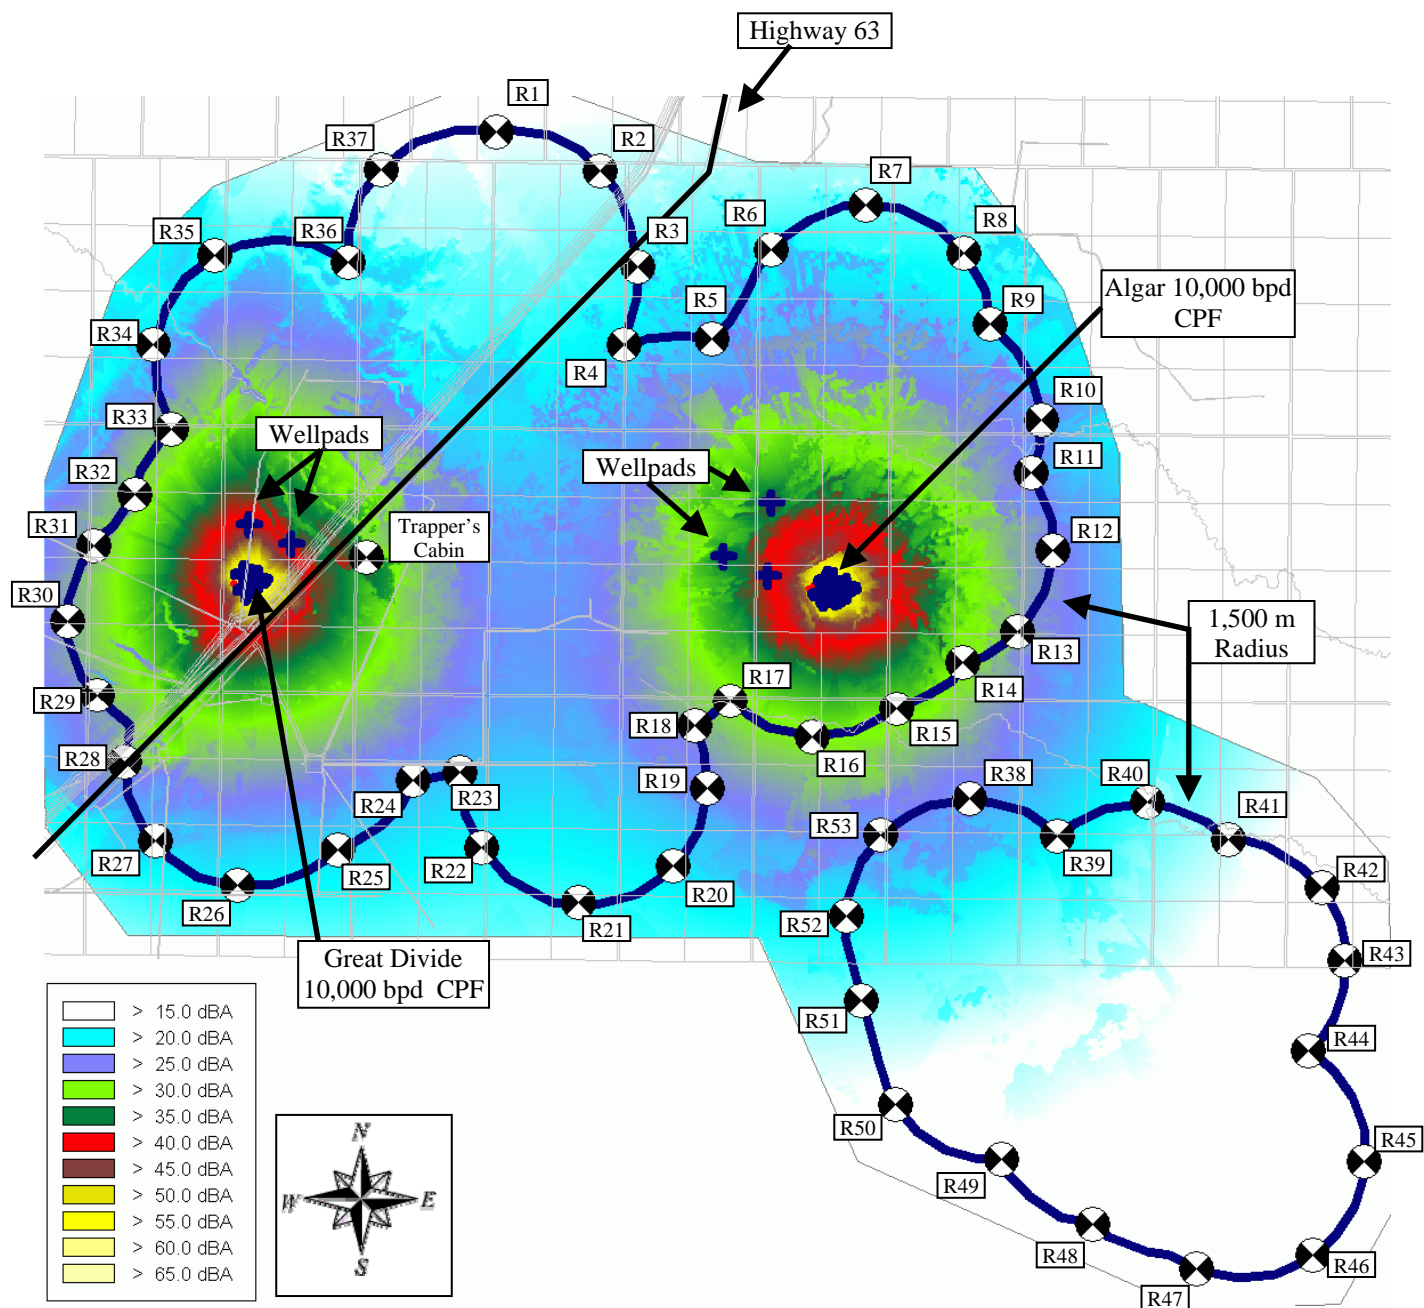 Highway 63
R1
R37
R2
R7
R35
R36
R3
R6
R8
R5
R9
Algar 10,000 bpd
CPF
R34
R4
R10
R33
Wellpads
Wellpads
R11
R32
R31
Trapper's
Cabin
R12
R30
1,500 m
Radius
R13
R29
R17
R14
R18
R15
R28
R16
R19
R38
R40
R24
R23
R53
R41
R27
R22
R25
R39
R20
R42
R26
R21
R52
Great Divide
10,000 bpd CPF
R43
R51
R44
> 15.0 dBA
> 20.0 dBA
> 25.0 dBA
> 30.0 dBA
> 35.0 dBA
> 40.0 dBA
> 45.0 dBA
> 50.0 dBA
> 55.0 dBA
> 60.0 dBA
> 65.0 dBA
N
W
E
S
R50
R45
R49
R48
R46
R47